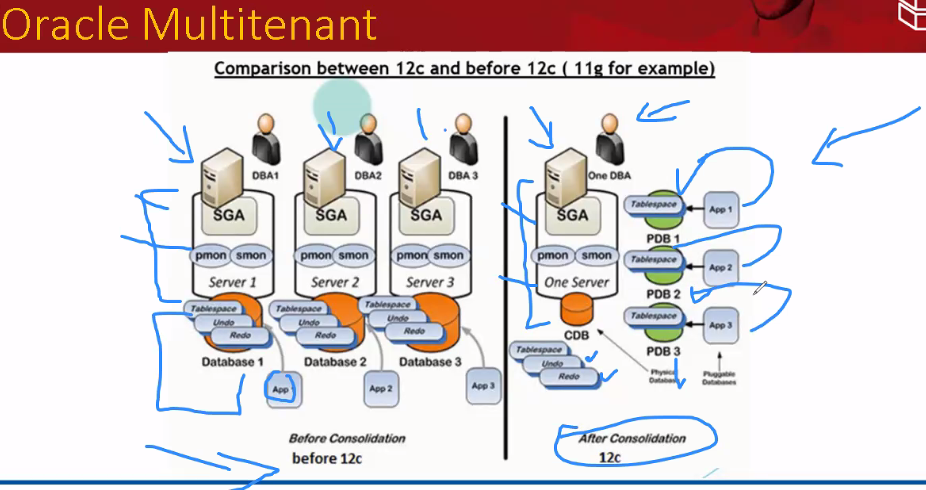 Oracle Multitenant
Comparison between 12c and before 12c ( 11g for example)
DBA1
DBA2
DBA 3
SGA
SGA
SGA
pmon smon
pmon smon
pmon smon
Server 1
Server 2
Server 3
Tablespace
Undo
Redo
Tablespace
Undo
Redo
Tablespace
Undo
Redo
Database 1
Database 2
Database 3
App
App 2
App 3
Before Consolidation
before 12c
One DBA
SGA
pmon smon
One Server
CDB
Tablespace
Undo
Redo
Tablespace
App 1
PDB 1
Tablespace
App 2
PDB 2
Tablespace
App 3
PDB 3
Physical
Database
Pluggable
Databases
After Consolidation
12c